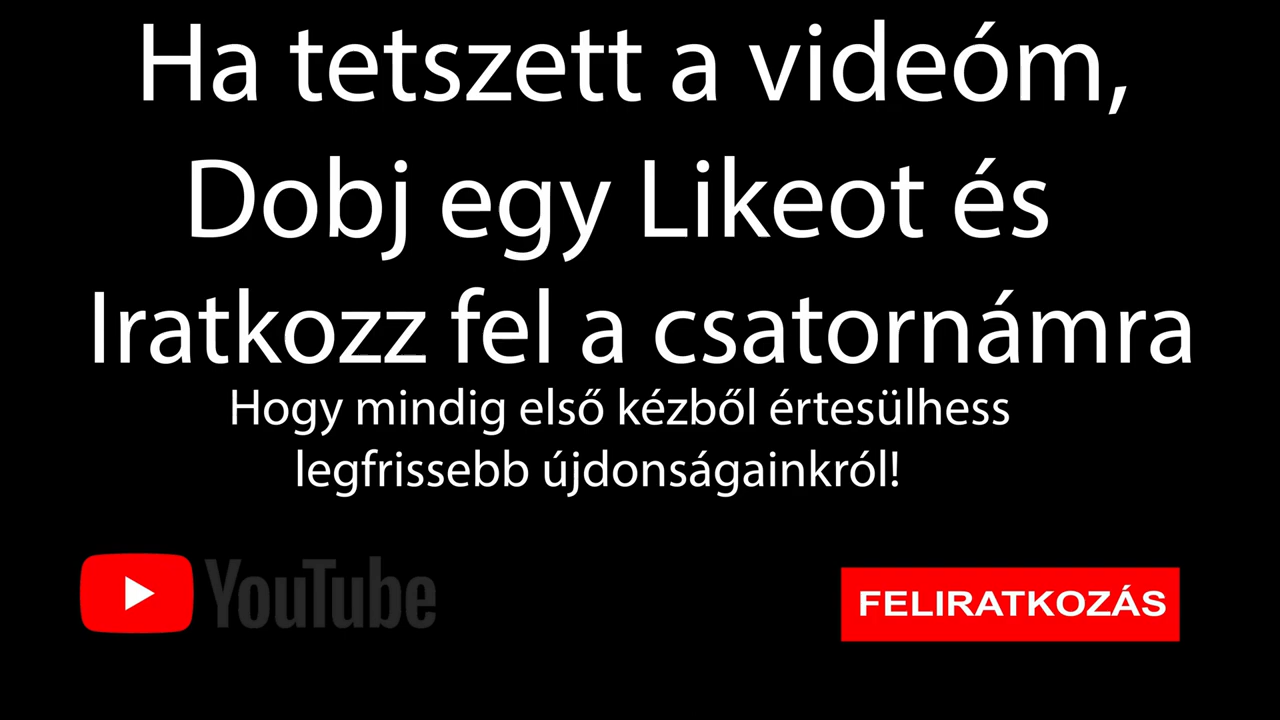 Ha tetszett a videóm,
Dobj egy Likeot és
Iratkozz fel a csatornámra
Hogy mindig első kézből értesülhess
legfrissebb újdonságainkról!
YouTube
FELIRATKOZÁS